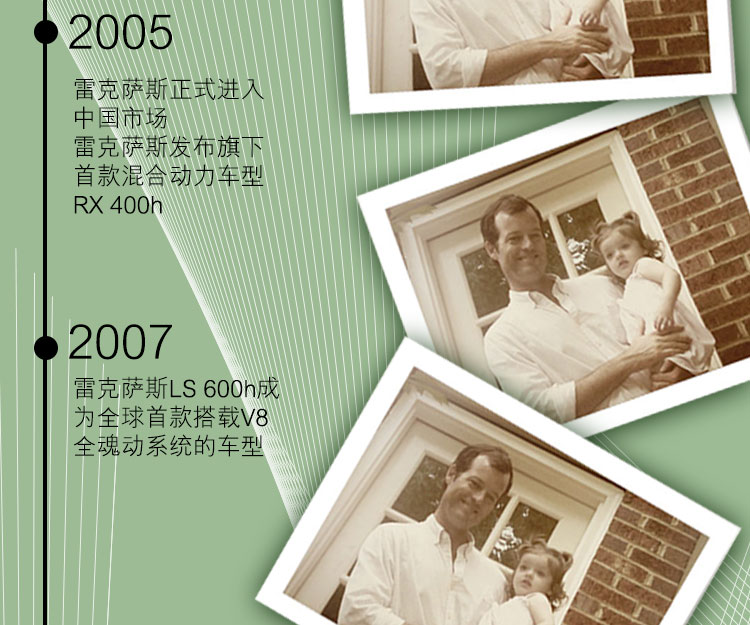 2005
雷克萨斯正式进入
中国市场
雷克萨斯发布旗下
首款混合动力车型
RX 400h
2007
雷克萨斯LS 600h成
为全球首款搭载V8
全魂动系统的车型